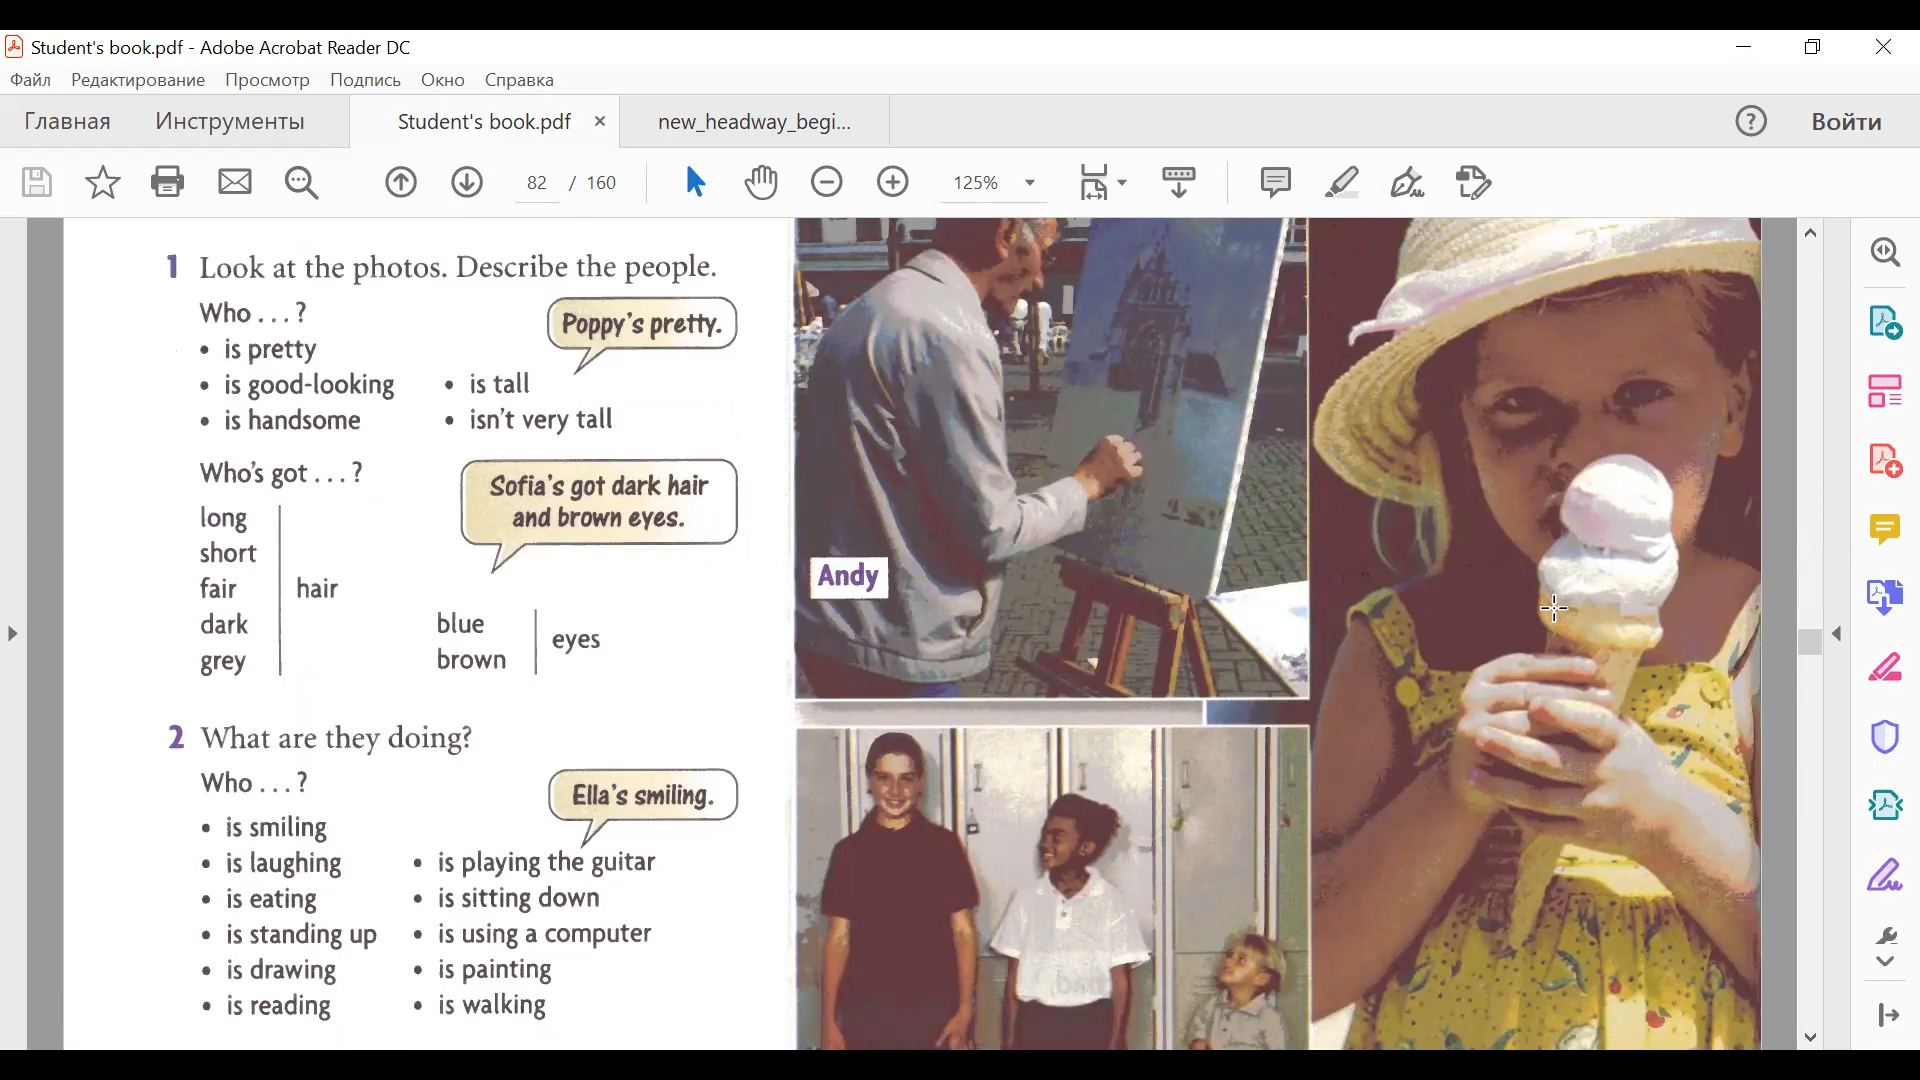 Student's book.pdf - Adobe Acrobat Reader DC
Файл Редактирование Просмотр Подпись Окно Справка
Главная Инструменты Student's book.pdf × new_headway_begi... ? Войти
82 / 160 125%
1 Look at the photos. Describe the people.
Who . . . ?
Poppy's pretty.
• is pretty
• is good-looking • is tall
• is handsome • isn't very tall
Who's got . . . ?
Sofia's got dark hair
and brown eyes.
long
short
fair hair
dark
grey
blue
brown eyes
Andy
2 What are they doing?
Who . . . ?
Ella's smiling.
• is smiling
• is laughing • is playing the guitar
• is eating • is sitting down
• is standing up • is using a computer
• is drawing • is painting
• is reading • is walking